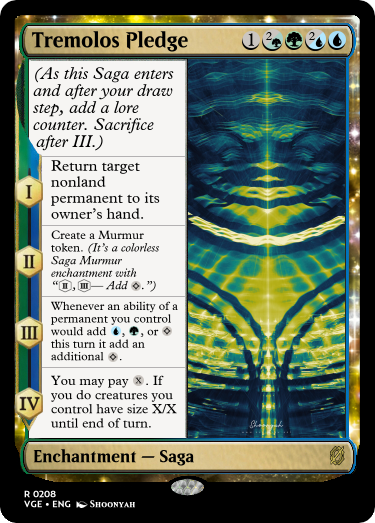 Tremolos Pledge
1 2 2
(As this Saga enters
and after your draw
step, add a lore
counter. Sacrifice
after III.)
I
Return target
nonland
permanent to its
owner's hand.
II
Create a Murmur
token. (It's a colorless
Saga Murmur
enchantment with
"II, III— Add .")
III
Whenever an ability of a
permanent you control
would add , , or
this turn it add an
additional .
IV
You may pay X. If
you do creatures you
control have size X/X
until end of turn.
Shoonyah
Enchantment — Saga
R 0208
VGE • ENG SHOONYAH